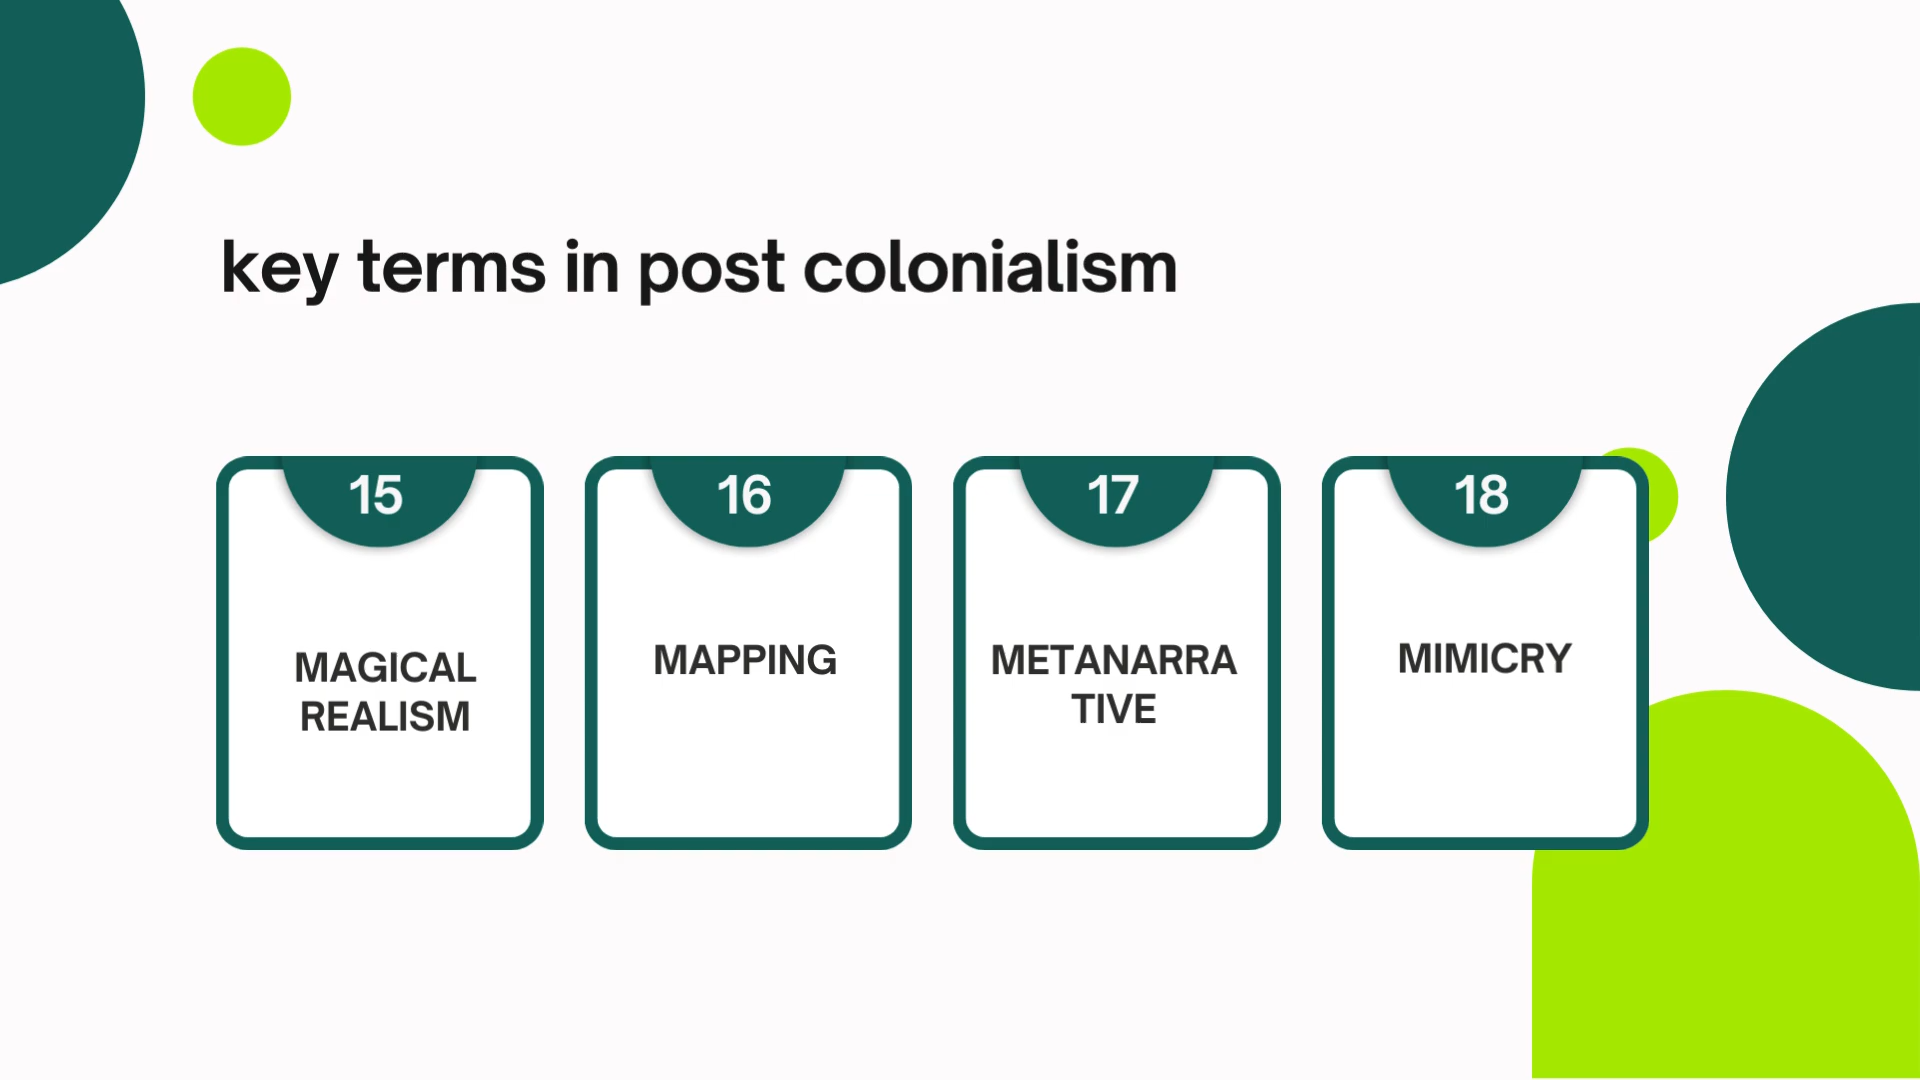 key terms in post colonialism
15
16
17
18
MAGICAL
REALISM
MAPPING
METANARRA
TIVE
MIMICRY